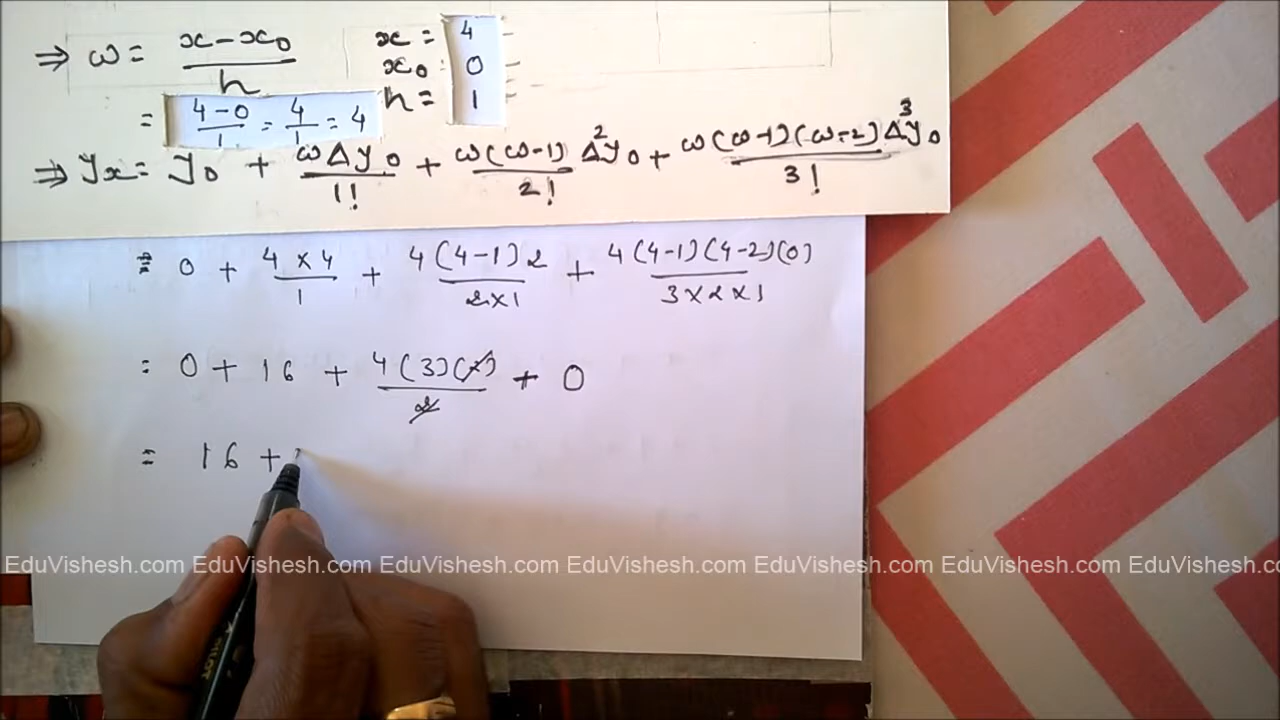 ⇒ ω = x - x₀ / h    x = 4
x₀ = 0
= 4 - 0 / 1 = 4 / 1 = 4    h = 1
⇒ yx = y₀ + ωΔy₀ / 1! + ω(ω-1) Δ²y₀ / 2! + ω(ω-1)(ω-2)Δ³y₀ / 3!
= 0 + 4 × 4 / 1 + 4(4-1)2 / 2×1 + 4(4-1)(4-2)(0) / 3×2×1
= 0 + 16 + 4(3)(2) / 2 + 0
= 16 +
EduVishesh.com EduVishesh.com EduVishesh.com EduVishesh.com EduVishesh.com EduVishesh.com EduVishesh.com